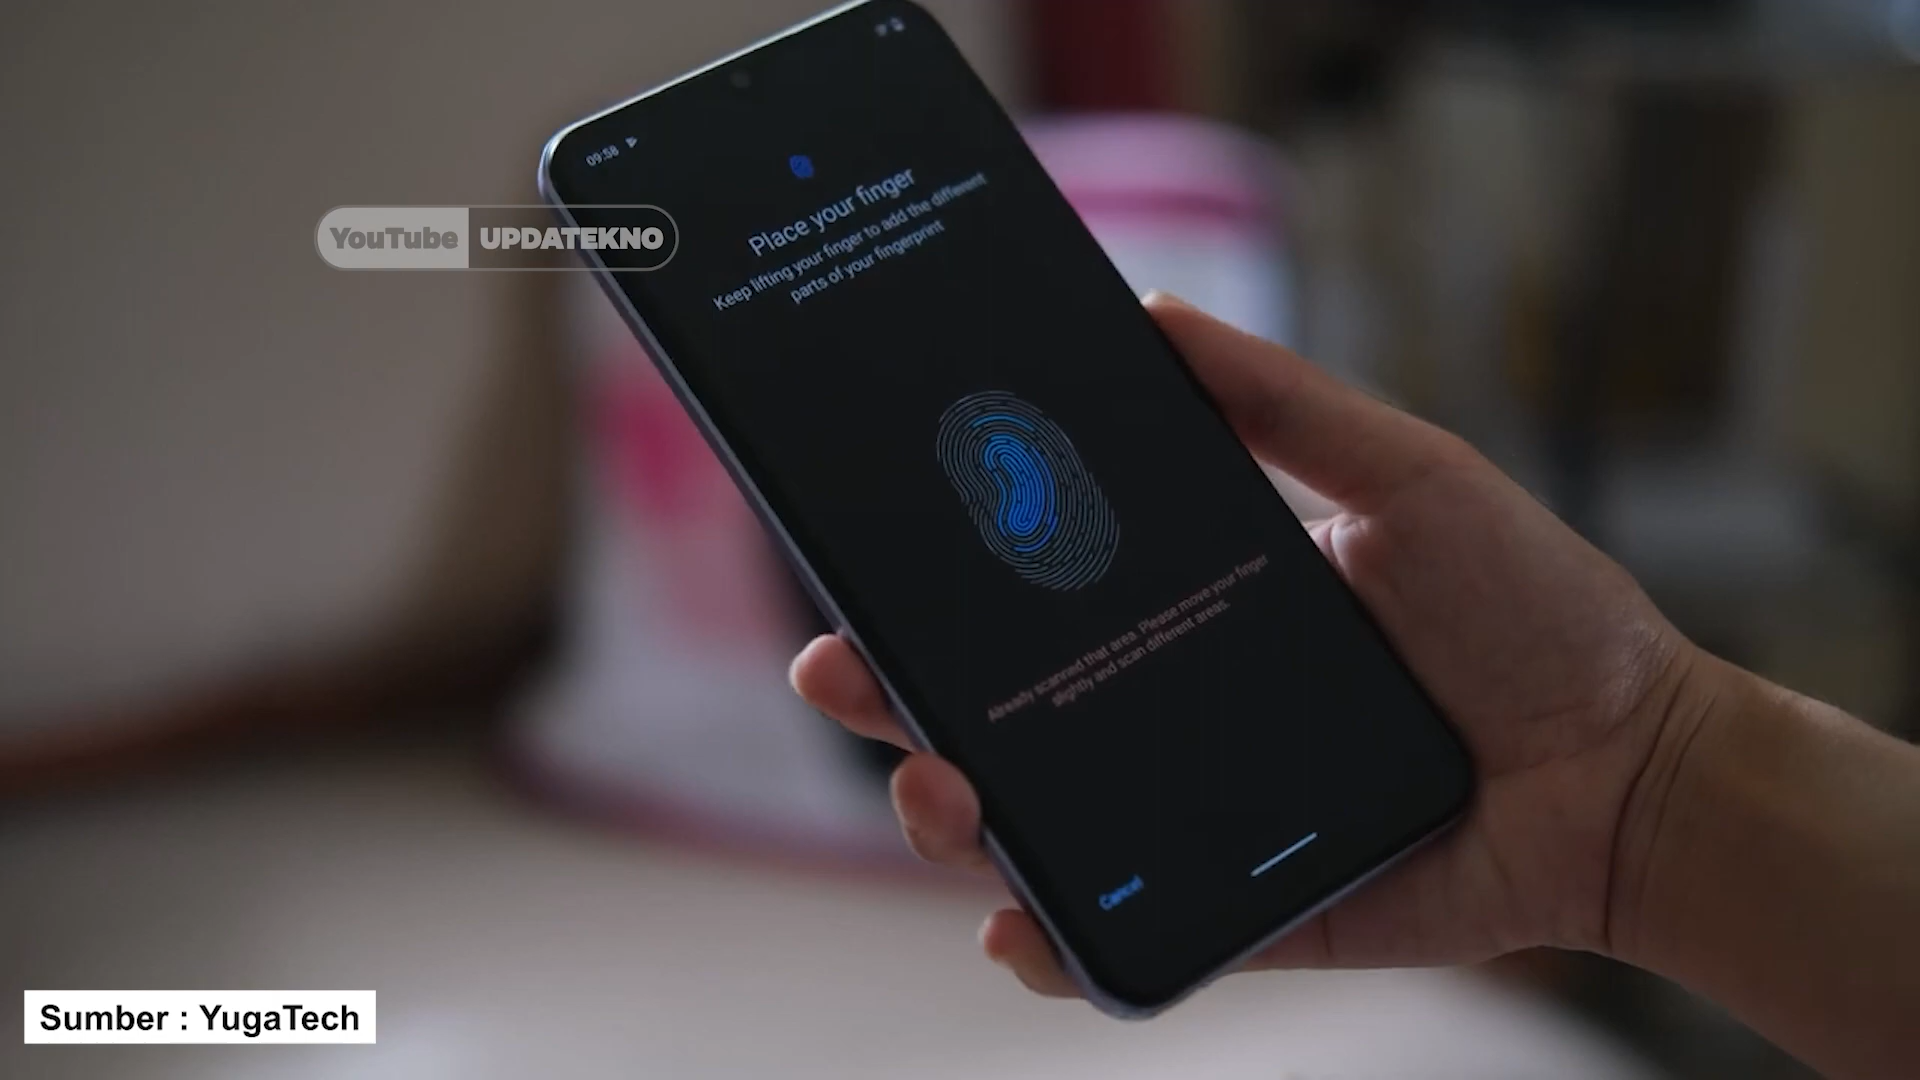 09:58
Place your finger
Keep lifting your finger to add the different
parts of your fingerprint
YouTube UPDATEKNO
Already scanned that area. Please move your finger
slightly and scan different areas.
Cancel
Sumber : YugaTech